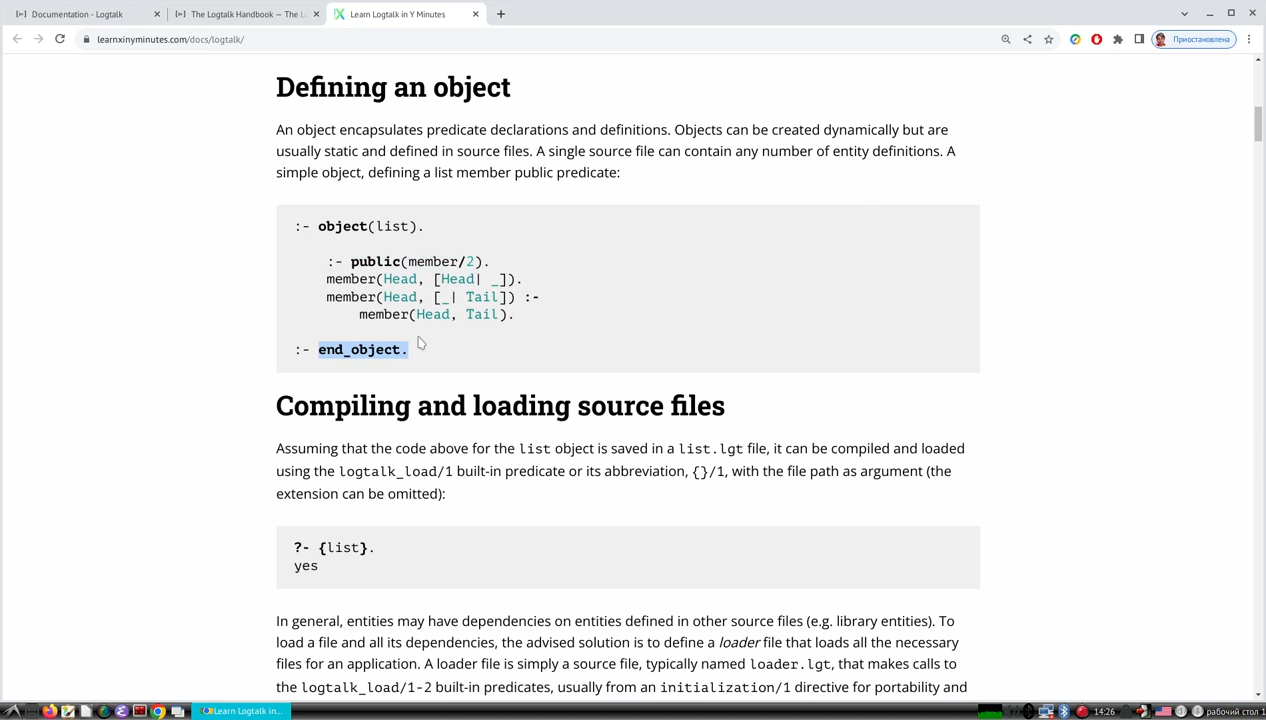 Documentation - Logtalk
The Logtalk Handbook — The L
Learn Logtalk in Y Minutes
learnxinyminutes.com/docs/logtalk/
Приостановлена
Defining an object
An object encapsulates predicate declarations and definitions. Objects can be created dynamically but are
usually static and defined in source files. A single source file can contain any number of entity definitions. A
simple object, defining a list member public predicate:
:- object(list).
:- public(member/2).
member(Head, [Head| _]).
member(Head, [_| Tail]) :-
member(Head, Tail).
:- end_object.
Compiling and loading source files
Assuming that the code above for the list object is saved in a list.lgt file, it can be compiled and loaded
using the logtalk_load/1 built-in predicate or its abbreviation, {}/1, with the file path as argument (the
extension can be omitted):
?- {list}.
yes
In general, entities may have dependencies on entities defined in other source files (e.g. library entities). To
load a file and all its dependencies, the advised solution is to define a loader file that loads all the necessary
files for an application. A loader file is simply a source file, typically named loader.lgt, that makes calls to
the logtalk_load/1-2 built-in predicates, usually from an initialization/1 directive for portability and
Learn Logtalk in...
14:26
рабочий стол 1